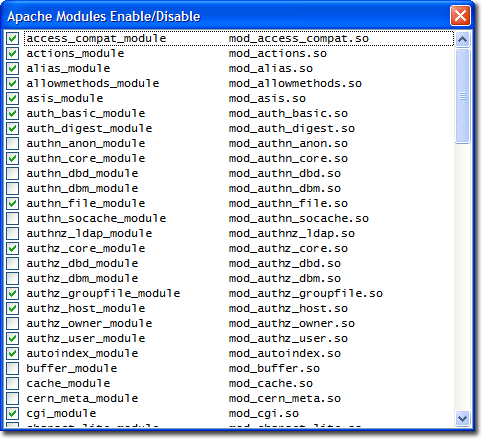 Apache Modules Enable/Disable
access_compat_module mod_access_compat.so
actions_module mod_actions.so
alias_module mod_alias.so
allowmethods_module mod_allowmethods.so
asis_module mod_asis.so
auth_basic_module mod_auth_basic.so
auth_digest_module mod_auth_digest.so
authn_anon_module mod_authn_anon.so
authn_core_module mod_authn_core.so
authn_dbd_module mod_authn_dbd.so
authn_dbm_module mod_authn_dbm.so
authn_file_module mod_authn_file.so
authn_socache_module mod_authn_socache.so
authnz_ldap_module mod_authnz_ldap.so
authz_core_module mod_authz_core.so
authz_dbd_module mod_authz_dbd.so
authz_dbm_module mod_authz_dbm.so
authz_groupfile_module mod_authz_groupfile.so
authz_host_module mod_authz_host.so
authz_owner_module mod_authz_owner.so
authz_user_module mod_authz_user.so
autoindex_module mod_autoindex.so
buffer_module mod_buffer.so
cache_module mod_cache.so
cern_meta_module mod_cern_meta.so
cgi_module mod_cgi.so
charset_lite_module mod_charset_lite.so